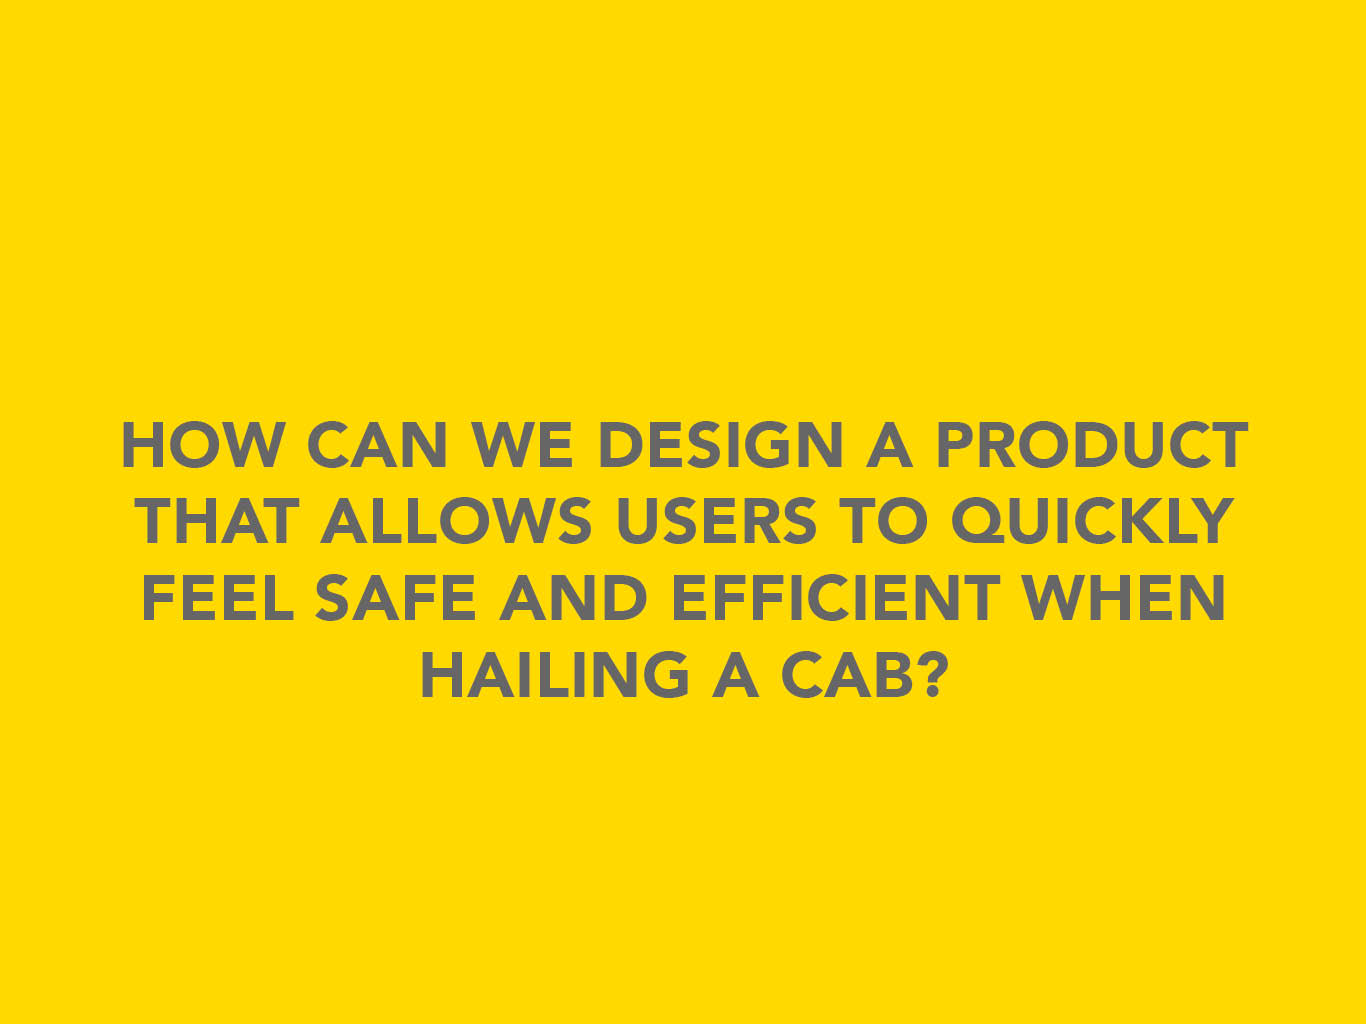 HOW CAN WE DESIGN A PRODUCT
THAT ALLOWS USERS TO QUICKLY
FEEL SAFE AND EFFICIENT WHEN
HAILING A CAB?